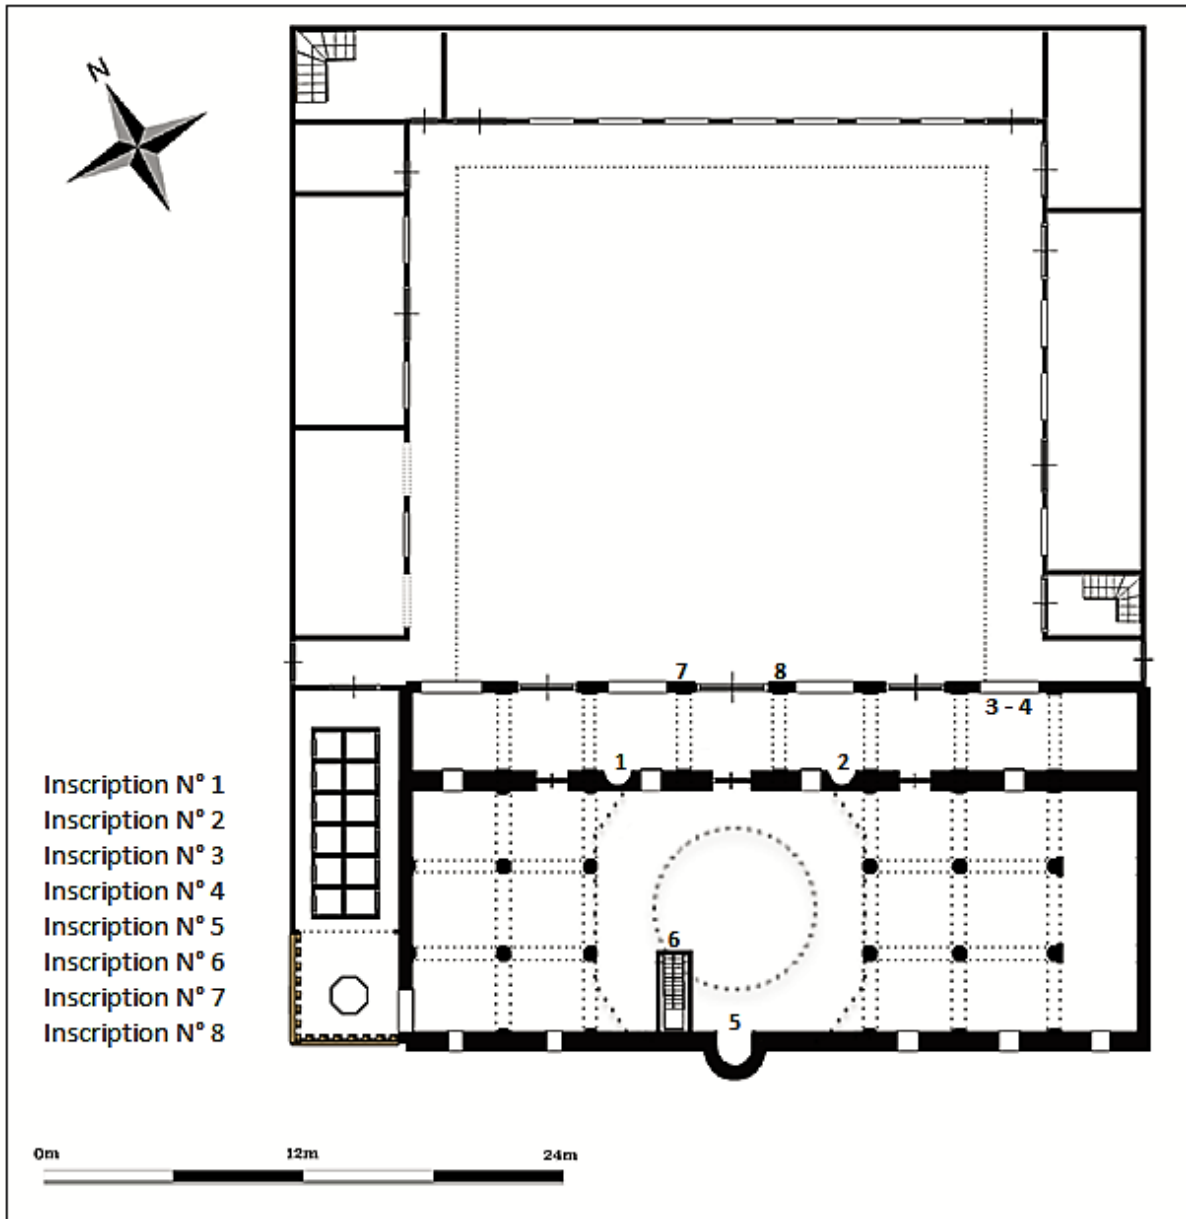 N
7
8
3 - 4
1
2
Inscription N° 1
Inscription N° 2
Inscription N° 3
Inscription N° 4
Inscription N° 5
Inscription N° 6
Inscription N° 7
Inscription N° 8
6
5
0m 12m 24m